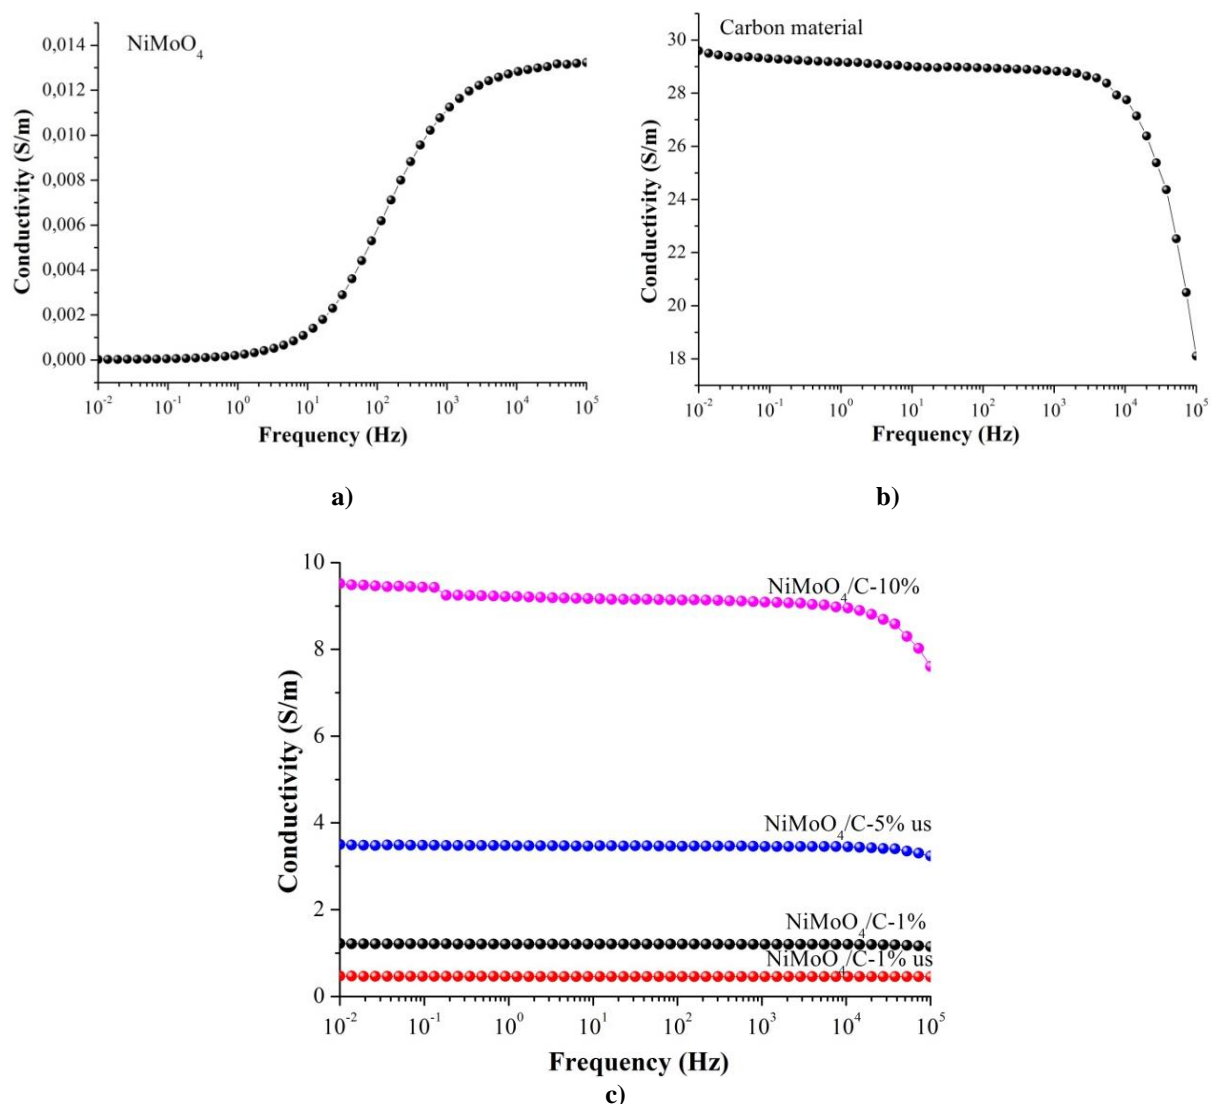 NiMoO4
0,014
0,012
0,010
0,008
0,006
0,004
0,002
0,000
Conductivity (S/m)
10-2 10-1 100 101 102 103 104 105
Frequency (Hz)
a)
Carbon material
30
28
26
24
22
20
18
Conductivity (S/m)
10-2 10-1 100 101 102 103 104 105
Frequency (Hz)
b)
10
8
6
4
2
0
Conductivity (S/m)
NiMoO4/C-10%
NiMoO4/C-5% us
NiMoO4/C-1%
NiMoO4/C-1% us
10-2 10-1 100 101 102 103 104 105
Frequency (Hz)
c)